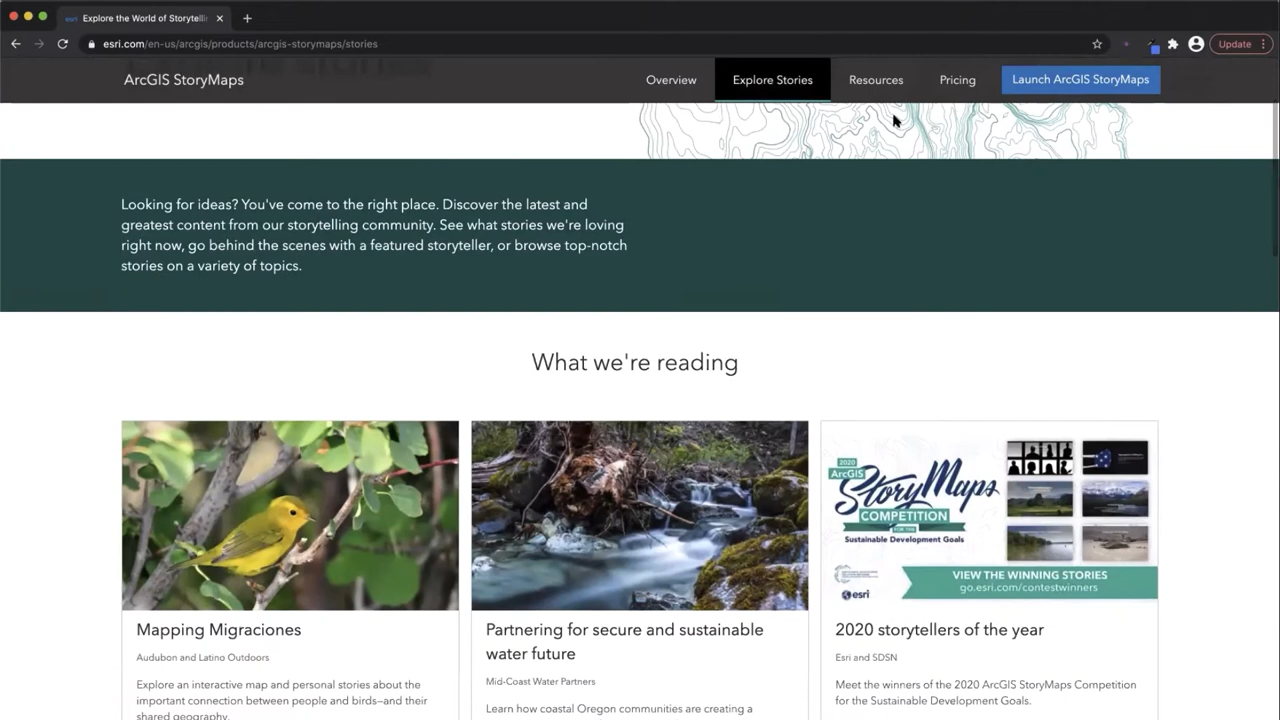 Explore the World of Storytellin
esri.com/en-us/arcgis/products/arcgis-storymaps/stories
Update
ArcGIS StoryMaps
Overview
Explore Stories
Resources
Pricing
Launch ArcGIS StoryMaps
Looking for ideas? You've come to the right place. Discover the latest and
greatest content from our storytelling community. See what stories we're loving
right now, go behind the scenes with a featured storyteller, or browse top-notch
stories on a variety of topics.
What we're reading
Mapping Migraciones
Audubon and Latino Outdoors
Explore an interactive map and personal stories about the
important connection between people and birds—and their
shared geography.
Partnering for secure and sustainable
water future
Mid-Coast Water Partners
Learn how coastal Oregon communities are creating a
2020
ArcGIS
StoryMaps
COMPETITION
FOR THE
Sustainable Development Goals
esri
VIEW THE WINNING STORIES
go.esri.com/contestwinners
2020 storytellers of the year
Esri and SDSN
Meet the winners of the 2020 ArcGIS StoryMaps Competition
for the Sustainable Development Goals.